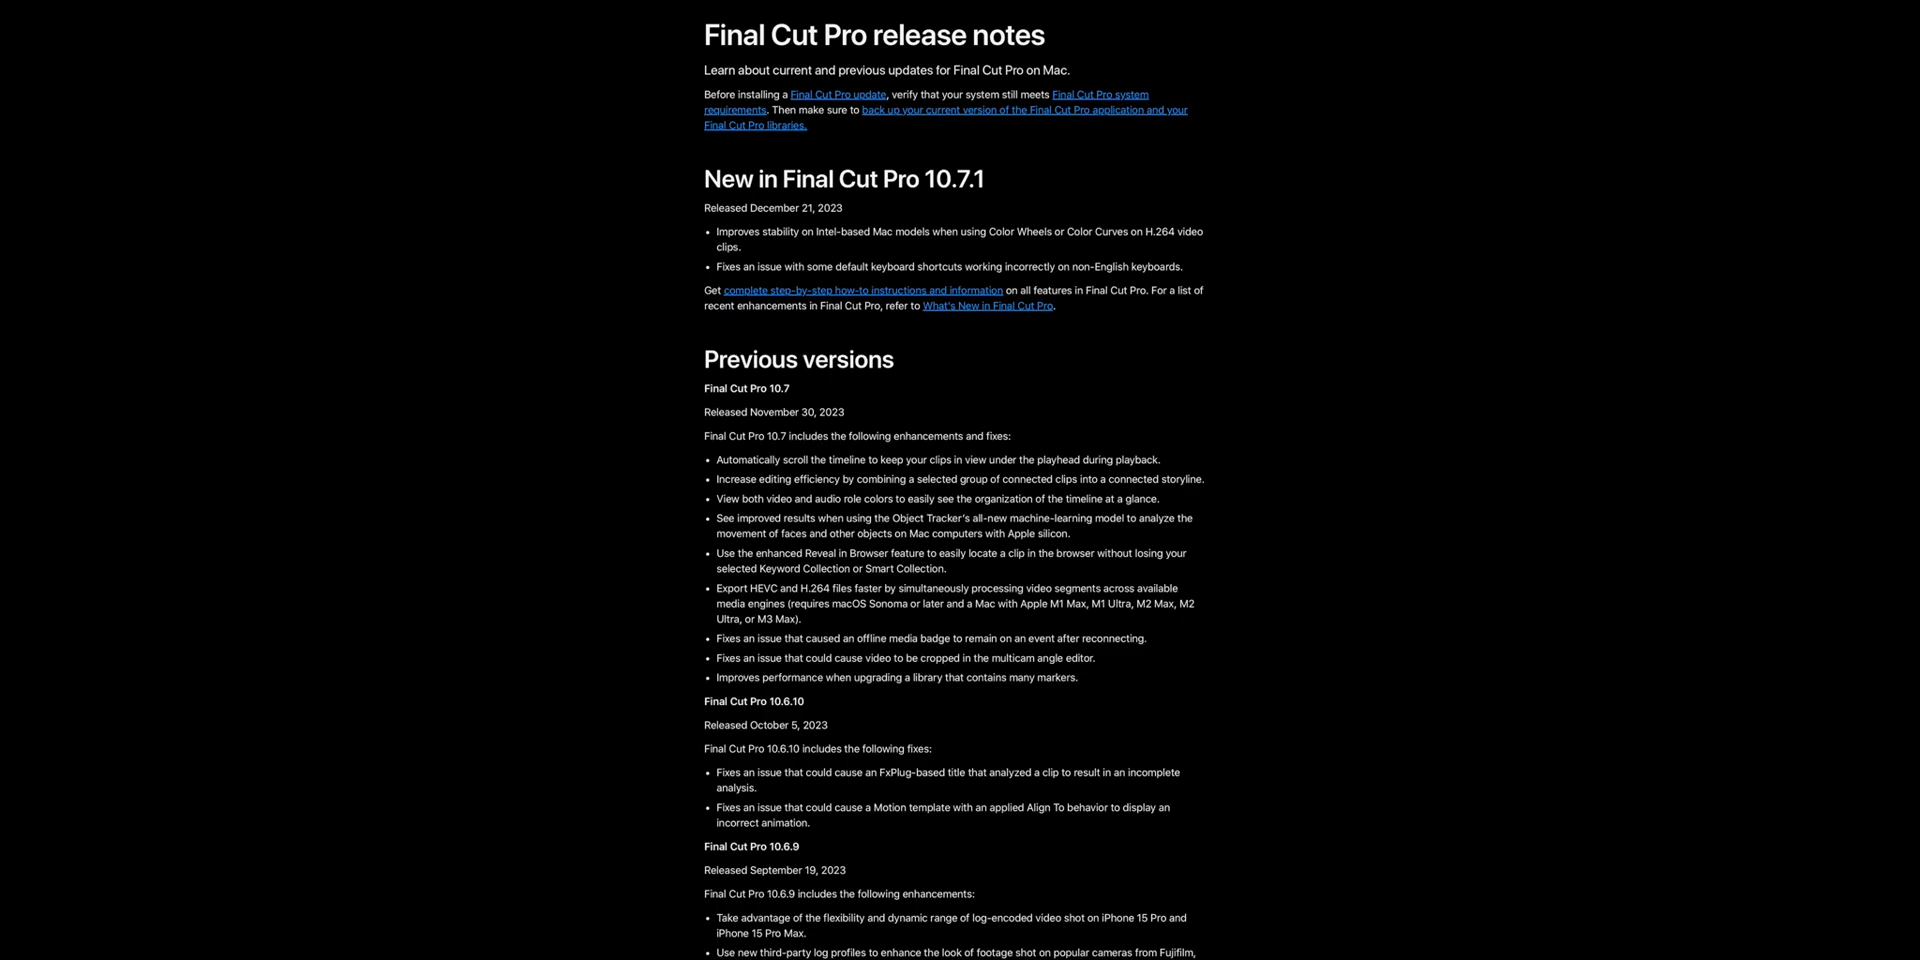 Final Cut Pro release notes
Learn about current and previous updates for Final Cut Pro on Mac.
Before installing a Final Cut Pro update, verify that your system still meets Final Cut Pro system
requirements. Then make sure to back up your current version of the Final Cut Pro application and your
Final Cut Pro libraries.
New in Final Cut Pro 10.7.1
Released December 21, 2023
• Improves stability on Intel-based Mac models when using Color Wheels or Color Curves on H.264 video
clips.
• Fixes an issue with some default keyboard shortcuts working incorrectly on non-English keyboards.
Get complete step-by-step how-to instructions and information on all features in Final Cut Pro. For a list of
recent enhancements in Final Cut Pro, refer to What's New in Final Cut Pro.
Previous versions
Final Cut Pro 10.7
Released November 30, 2023
Final Cut Pro 10.7 includes the following enhancements and fixes:
• Automatically scroll the timeline to keep your clips in view under the playhead during playback.
• Increase editing efficiency by combining a selected group of connected clips into a connected storyline.
• View both video and audio role colors to easily see the organization of the timeline at a glance.
• See improved results when using the Object Tracker’s all-new machine-learning model to analyze the
movement of faces and other objects on Mac computers with Apple silicon.
• Use the enhanced Reveal in Browser feature to easily locate a clip in the browser without losing your
selected Keyword Collection or Smart Collection.
• Export HEVC and H.264 files faster by simultaneously processing video segments across available
media engines (requires macOS Sonoma or later and a Mac with Apple M1 Max, M1 Ultra, M2 Max, M2
Ultra, or M3 Max).
• Fixes an issue that caused an offline media badge to remain on an event after reconnecting.
• Fixes an issue that could cause video to be cropped in the multicam angle editor.
• Improves performance when upgrading a library that contains many markers.
Final Cut Pro 10.6.10
Released October 5, 2023
Final Cut Pro 10.6.10 includes the following fixes:
• Fixes an issue that could cause an FxPlug-based title that analyzed a clip to result in an incomplete
analysis.
• Fixes an issue that could cause a Motion template with an applied Align To behavior to display an
incorrect animation.
Final Cut Pro 10.6.9
Released September 19, 2023
Final Cut Pro 10.6.9 includes the following enhancements:
• Take advantage of the flexibility and dynamic range of log-encoded video shot on iPhone 15 Pro and
iPhone 15 Pro Max.
• Use new third-party log profiles to enhance the look of footage shot on popular cameras from Fujifilm,